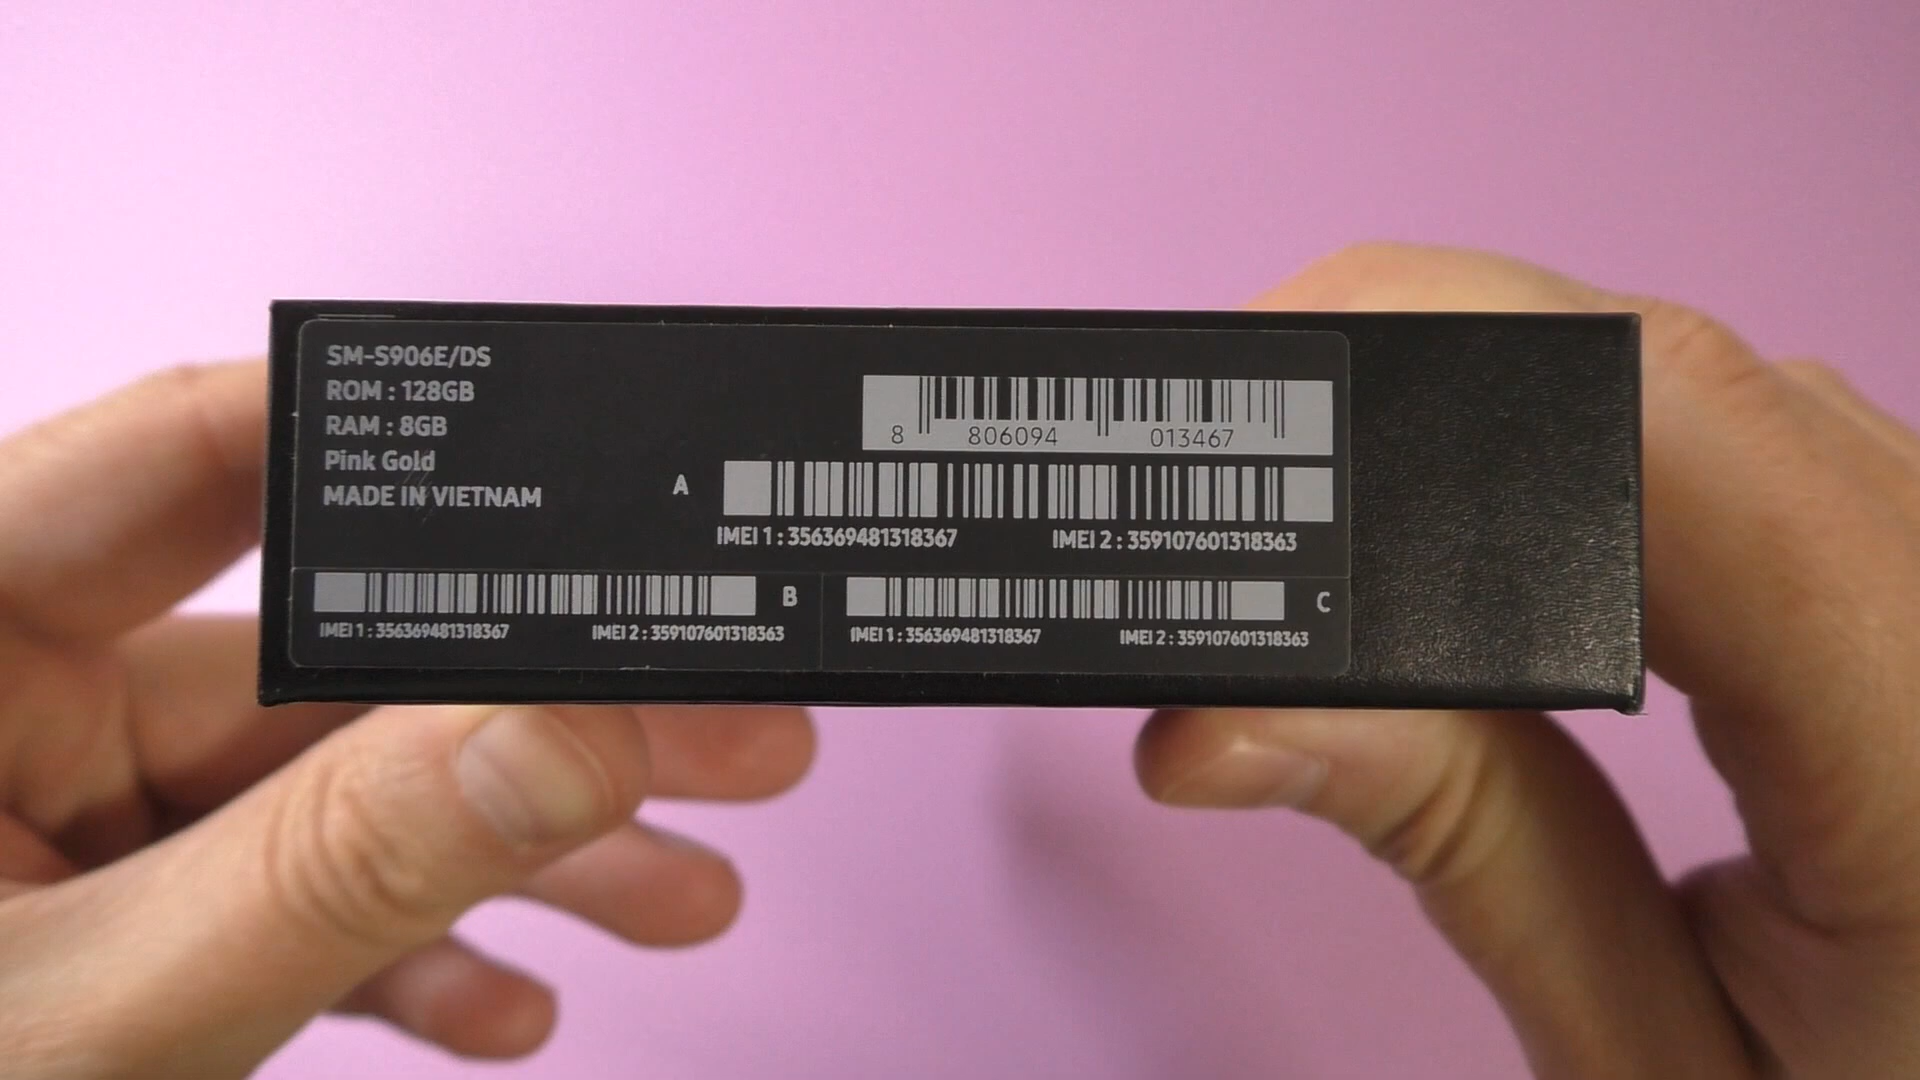 SM-S906E/DS
ROM : 128GB
RAM : 8GB
Pink Gold
MADE IN VIETNAM
8 806094 013467
A
IMEI 1 : 356369481318367 IMEI 2 : 359107601318363
B
IMEI 1 : 356369481318367 IMEI 2 : 359107601318363
C
IMEI 1 : 356369481318367 IMEI 2 : 359107601318363